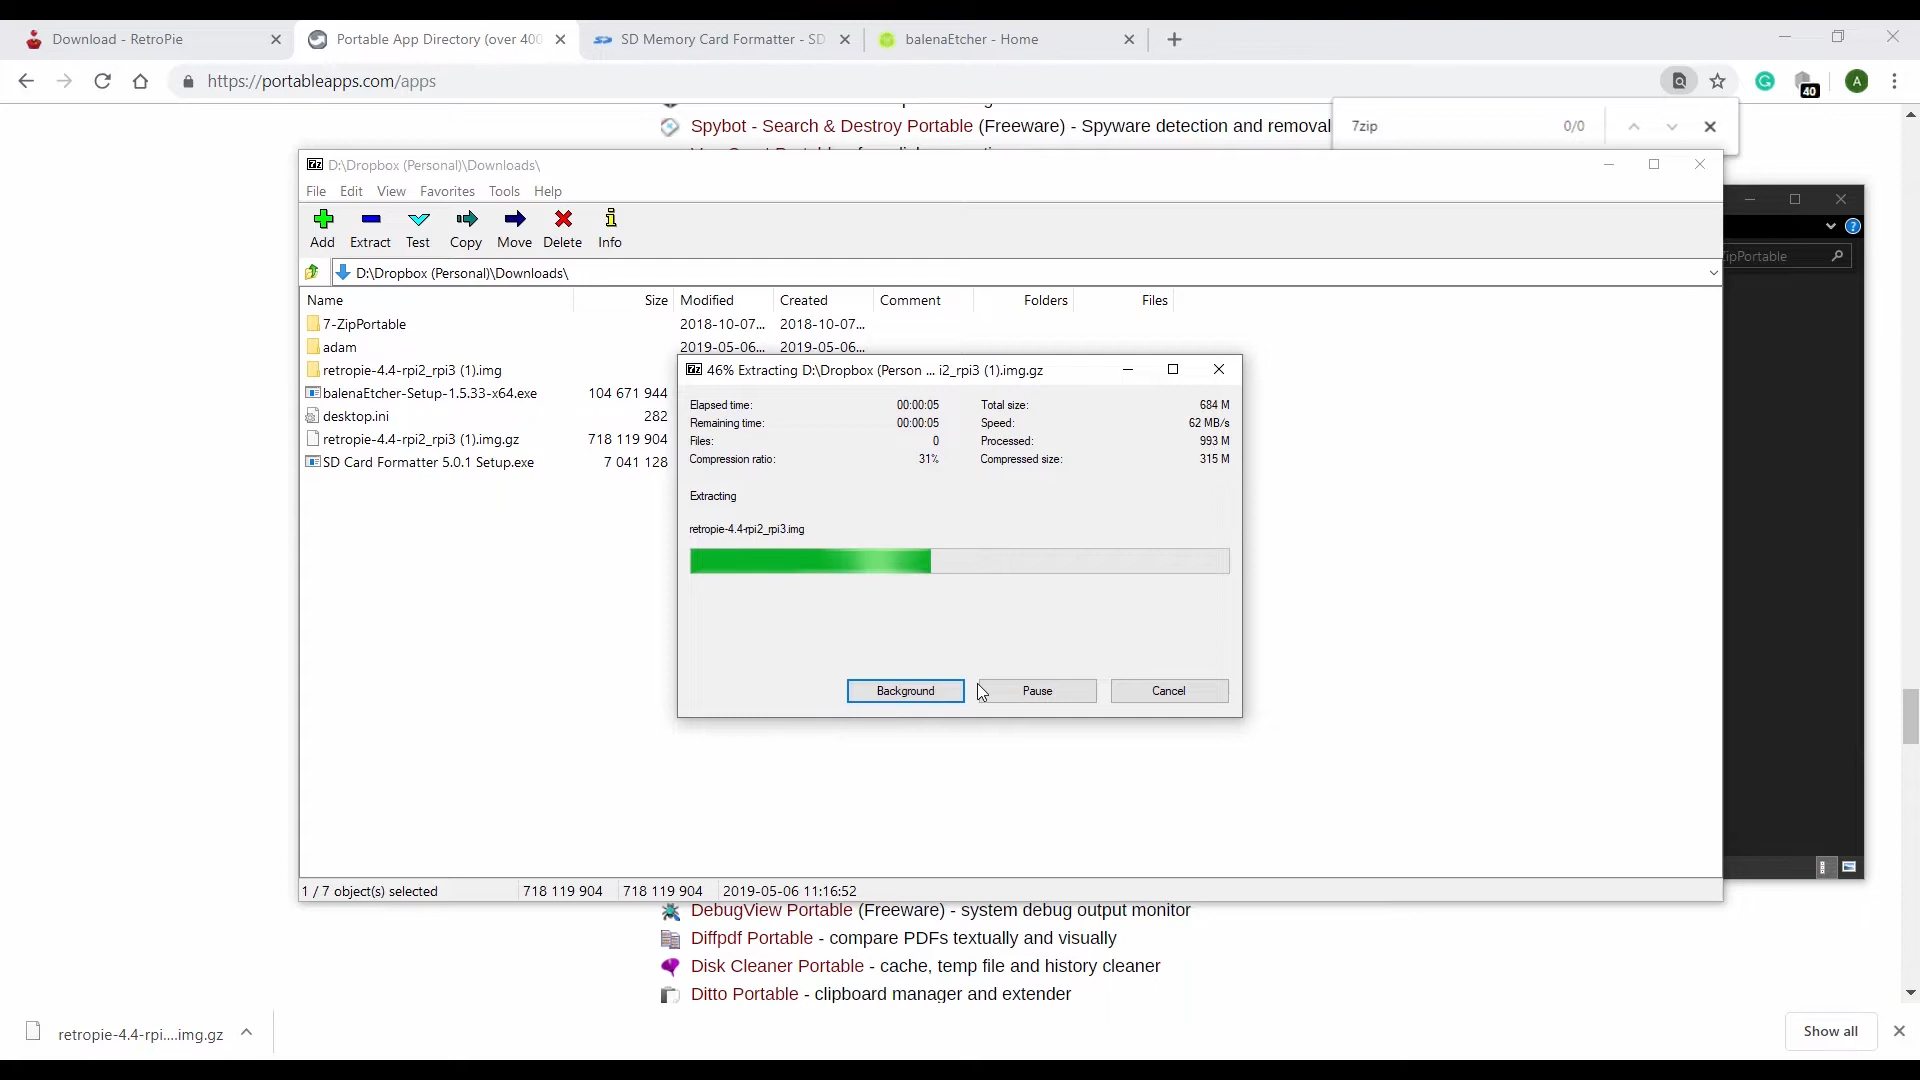 Download - RetroPie
Portable App Directory (over 400
SD Memory Card Formatter - SD
balenaEtcher - Home
https://portableapps.com/apps
40
A
Spybot - Search & Destroy Portable (Freeware) - Spyware detection and removal
7zip
0/0
D:\Dropbox (Personal)\Downloads\
File Edit View Favorites Tools Help
Add Extract Test Copy Move Delete Info
ipPortable
D:\Dropbox (Personal)\Downloads\
Name Size Modified Created Comment Folders Files
7-ZipPortable 2018-10-07... 2018-10-07...
adam 2019-05-06... 2019-05-06...
retropie-4.4-rpi2_rpi3 (1).img
balenaEtcher-Setup-1.5.33-x64.exe 104 671 944
desktop.ini 282
retropie-4.4-rpi2_rpi3 (1).img.gz 718 119 904
SD Card Formatter 5.0.1 Setup.exe 7 041 128
46% Extracting D:\Dropbox (Person ... i2_rpi3 (1).img.gz
Elapsed time: 00:00:05 Total size: 684 M
Remaining time: 00:00:05 Speed: 62 MB/s
Files: 0 Processed: 993 M
Compression ratio: 31% Compressed size: 315 M
Extracting
retropie-4.4-rpi2_rpi3.img
Background Pause Cancel
1 / 7 object(s) selected 718 119 904 718 119 904 2019-05-06 11:16:52
DebugView Portable (Freeware) - system debug output monitor
Diffpdf Portable - compare PDFs textually and visually
Disk Cleaner Portable - cache, temp file and history cleaner
Ditto Portable - clipboard manager and extender
retropie-4.4-rpi....img.gz
Show all